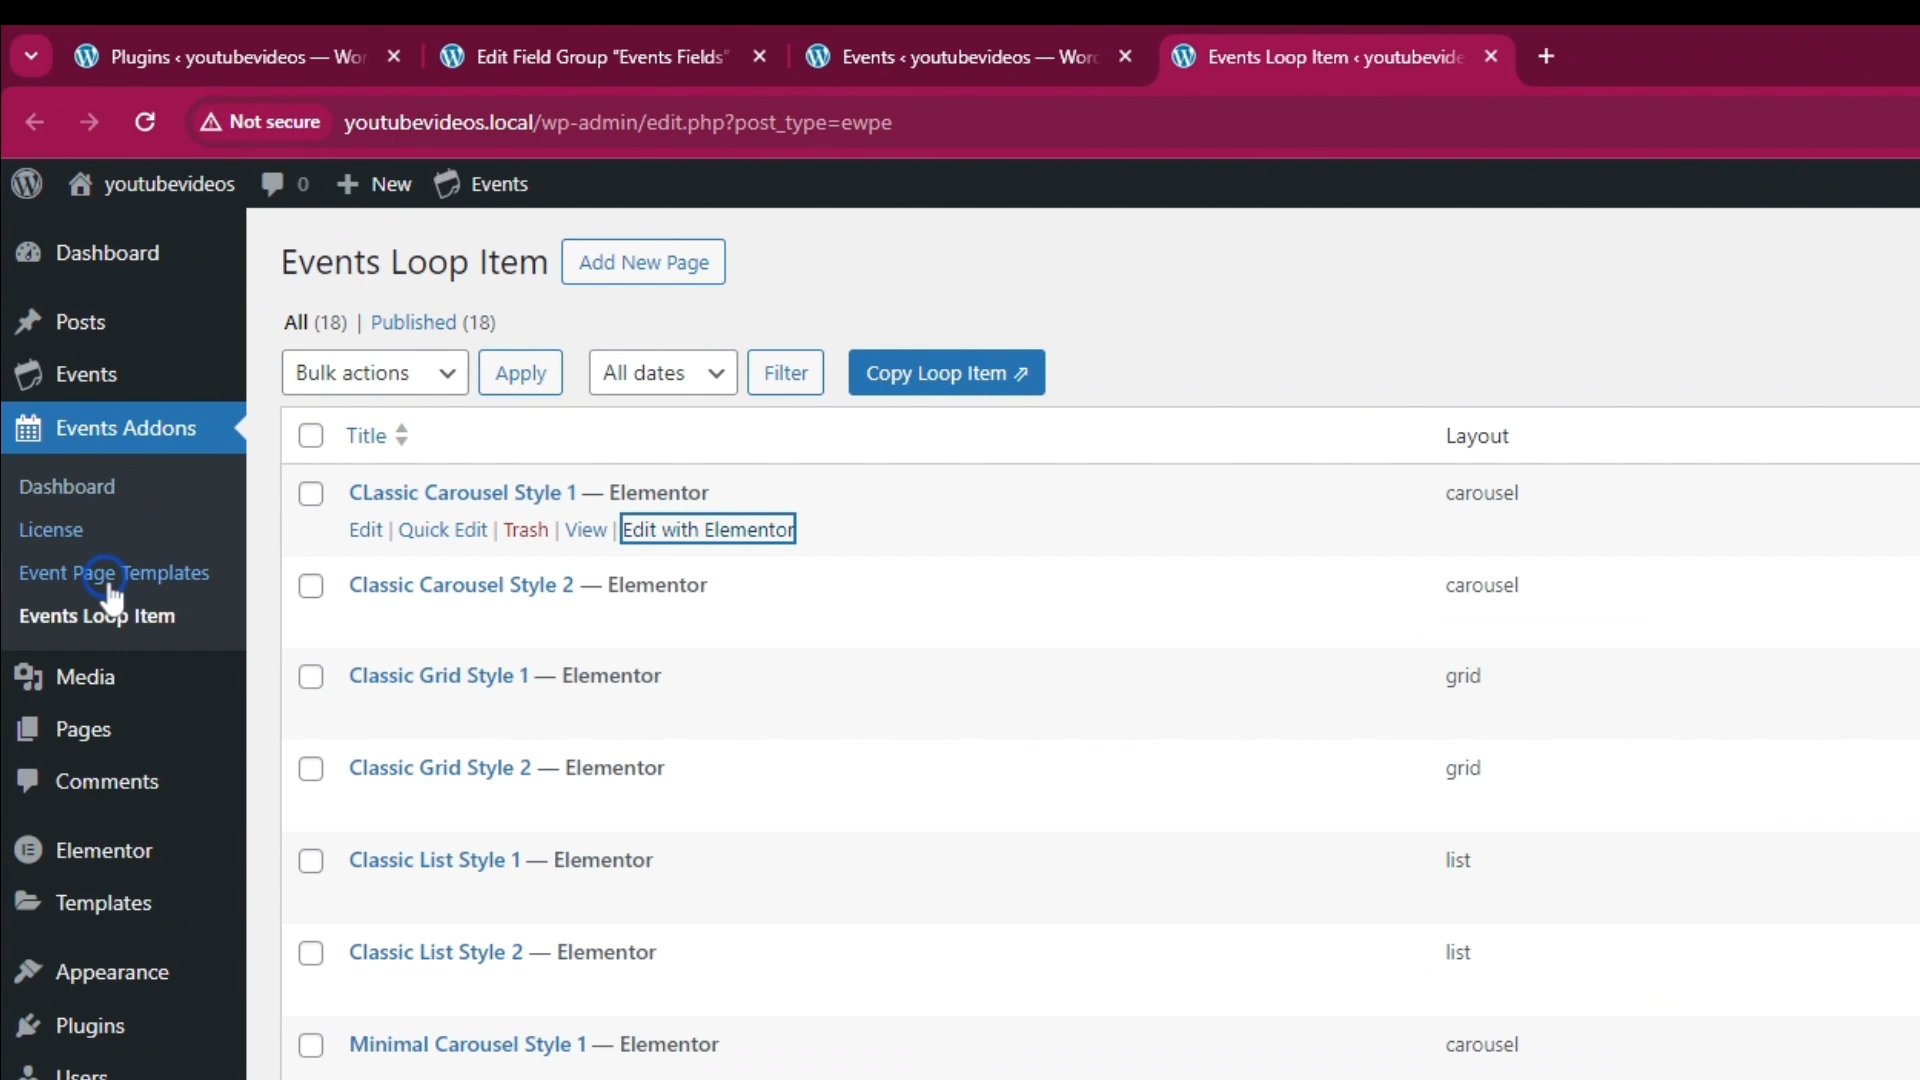 Plugins ‹ youtubevideos — Wor
Edit Field Group "Events Fields"
Events ‹ youtubevideos — Word
Events Loop Item ‹ youtubevide
Not secure
youtubevideos.local/wp-admin/edit.php?post_type=ewpe
youtubevideos
0
New
Events
Dashboard
Posts
Events
Events Addons
Dashboard
License
Event Page Templates
Events Loop Item
Media
Pages
Comments
Elementor
Templates
Appearance
Plugins
Users
Events Loop Item
Add New Page
All (18) | Published (18)
Bulk actions
Apply
All dates
Filter
Copy Loop Item ⇗
Title
Layout
CLassic Carousel Style 1 — Elementor
carousel
Edit | Quick Edit | Trash | View | Edit with Elementor
Classic Carousel Style 2 — Elementor
carousel
Classic Grid Style 1 — Elementor
grid
Classic Grid Style 2 — Elementor
grid
Classic List Style 1 — Elementor
list
Classic List Style 2 — Elementor
list
Minimal Carousel Style 1 — Elementor
carousel